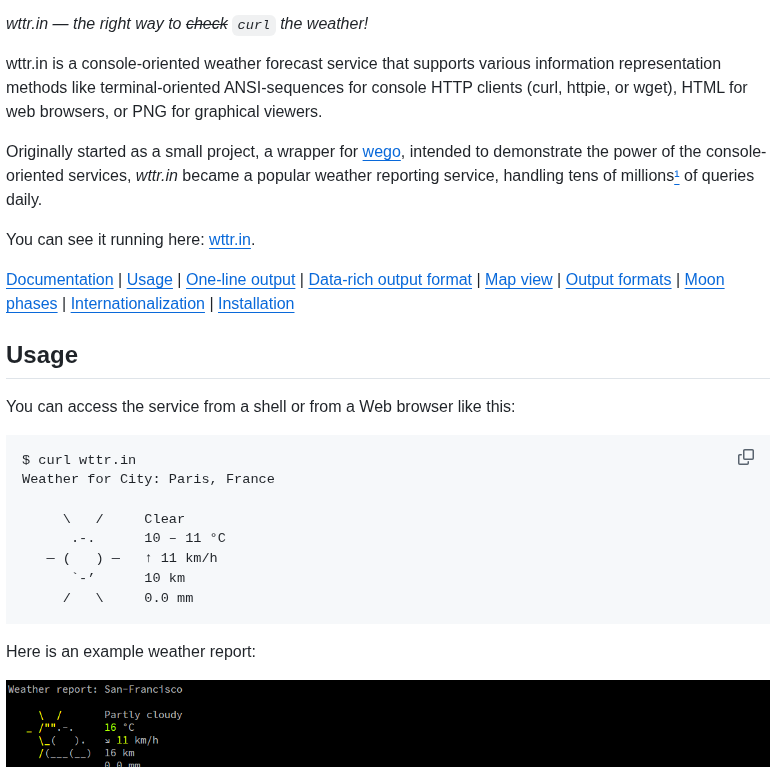 wttr.in — the right way to check curl the weather!
wttr.in is a console-oriented weather forecast service that supports various information representation
methods like terminal-oriented ANSI-sequences for console HTTP clients (curl, httpie, or wget), HTML for
web browsers, or PNG for graphical viewers.
Originally started as a small project, a wrapper for wego, intended to demonstrate the power of the console-
oriented services, wttr.in became a popular weather reporting service, handling tens of millions¹ of queries
daily.
You can see it running here: wttr.in.
Documentation | Usage | One-line output | Data-rich output format | Map view | Output formats | Moon
phases | Internationalization | Installation
Usage
You can access the service from a shell or from a Web browser like this:
$ curl wttr.in
Weather for City: Paris, France
     \   /     Clear
      .-.      10 – 11 °C
   ― (   ) ―   ↑ 11 km/h
      `-’      10 km
     /   \     0.0 mm
Here is an example weather report:
Weather report: San-Francisco
     \  /       Partly cloudy
   _ /"".-.     16 °C
     \_(   ).   ↘ 11 km/h
     /(___(__)  16 km
                0.0 mm